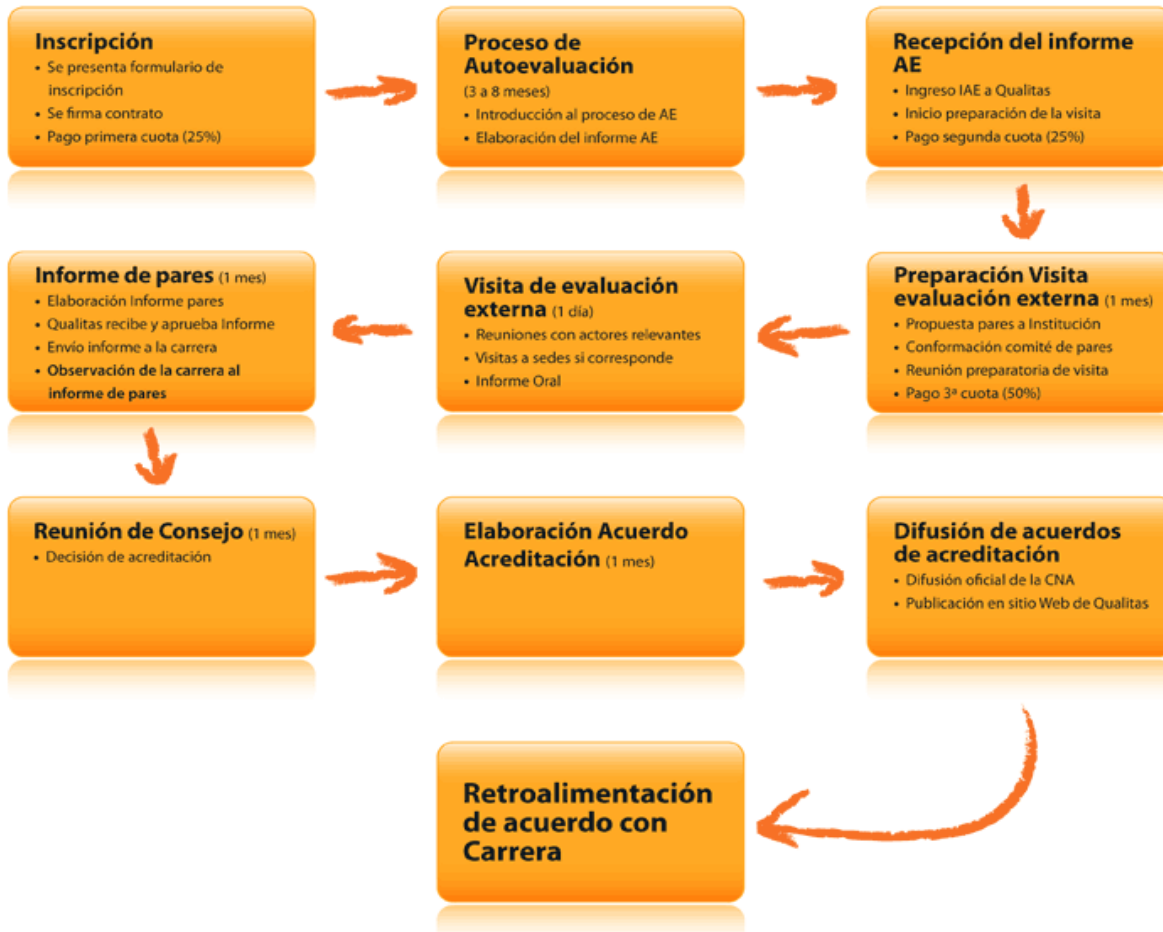 Inscripción
• Se presenta formulario de
inscripción
• Se firma contrato
• Pago primera cuota (25%)
Proceso de
Autoevaluación
(3 a 8 meses)
• Introducción al proceso de AE
• Elaboración del informe AE
Recepción del informe
AE
• Ingreso IAE a Qualitas
• Inicio preparación de la visita
• Pago segunda cuota (25%)
Preparación Visita
evaluación externa (1 mes)
• Propuesta pares a Institución
• Conformación comité de pares
• Reunión preparatoria de visita
• Pago 3ª cuota (50%)
Visita de evaluación
externa (1 día)
• Reuniones con actores relevantes
• Visitas a sedes si corresponde
• Informe Oral
Informe de pares (1 mes)
• Elaboración Informe pares
• Qualitas recibe y aprueba Informe
• Envío informe a la carrera
• Observación de la carrera al
informe de pares
Reunión de Consejo (1 mes)
• Decisión de acreditación
Elaboración Acuerdo
Acreditación (1 mes)
Difusión de acuerdos
de acreditación
• Difusión oficial de la CNA
• Publicación en sitio Web de Qualitas
Retroalimentación
de acuerdo con
Carrera